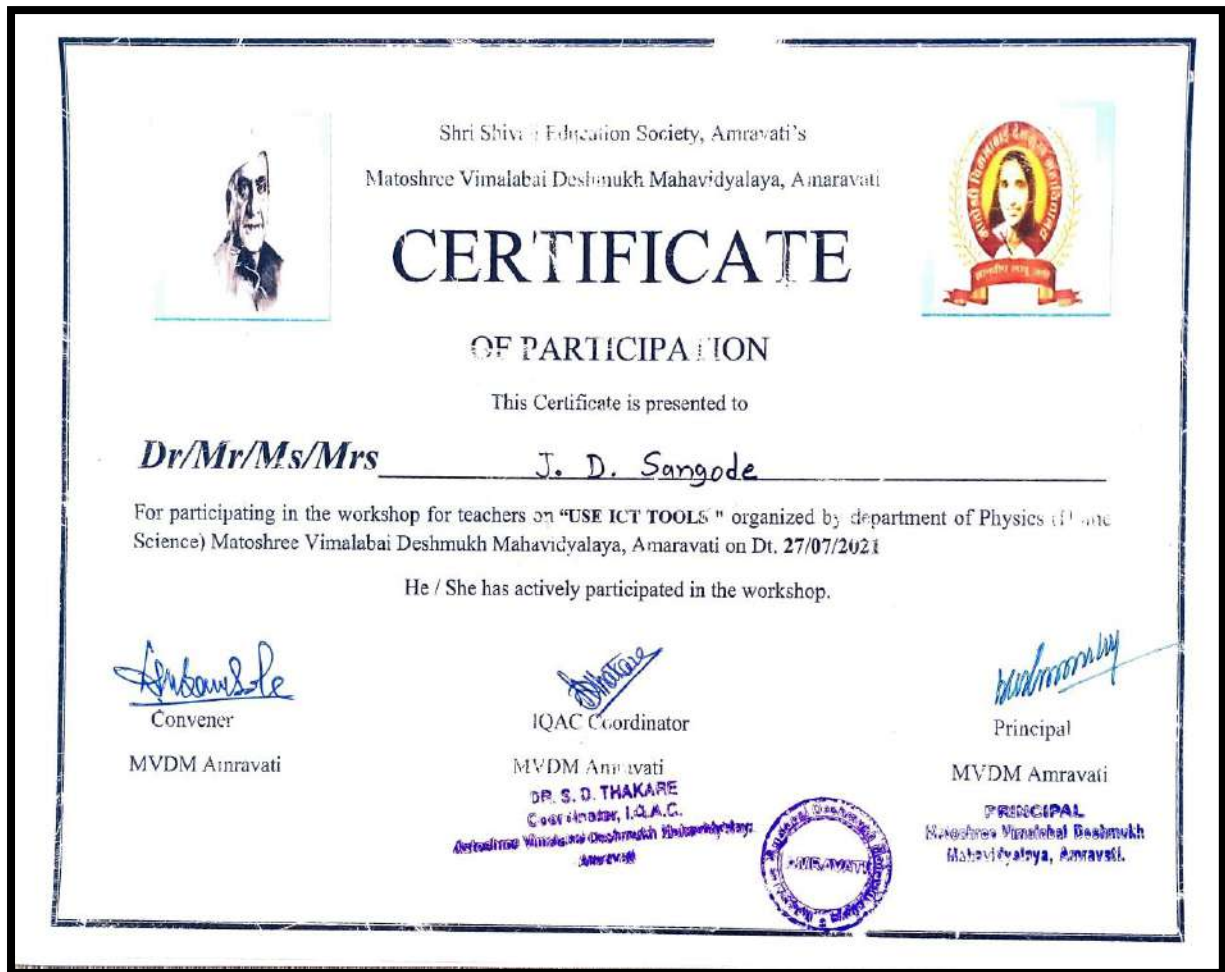 Shri Education Society, Amravati's
Matoshree Vimalabai Deshmukh Mahavidyalaya, Amaravati
CERTIFICATE
OF PARTICIPATION
This Certificate is presented to
Dr/Mr/Ms/Mrs J. D. Sangode
For participating in the workshop for teachers on "USE ICT TOOLS " organized by department of Physics
Science) Matoshree Vimalabai Deshmukh Mahavidyalaya, Amaravati on Dt. 27/07/2021
He / She has actively participated in the workshop.
Convener
MVDM Amravati
IQAC Coordinator
MVDM Amravati
DR. S. D. THAKARE
Coordinator, I.Q.A.C.
Matoshree Vimalabai Deshmukh Mahavidyalaya
Amravati
AMRAVATI
Principal
MVDM Amravati
PRINCIPAL
Matoshree Vimalabai Deshmukh
Mahavidyalaya, Amravati.